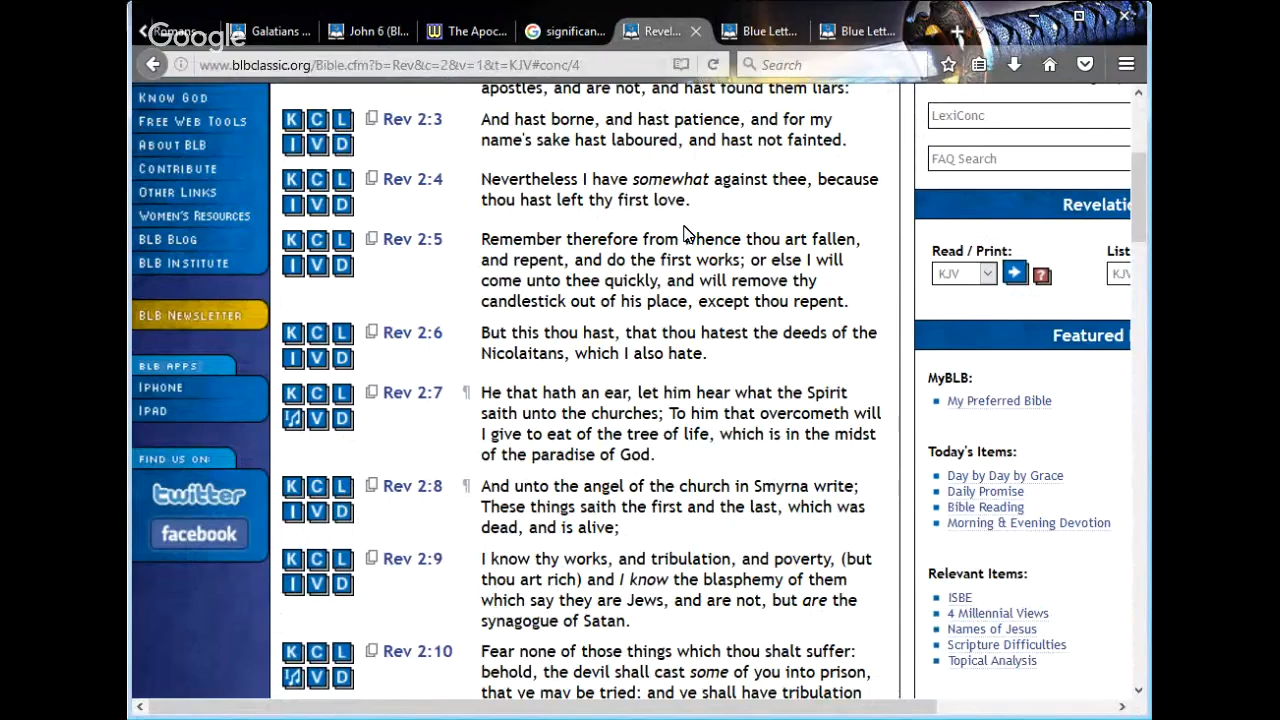 Google
Galatians ...
John 6 (Bl...
The Apoc...
significan...
Revel...
Blue Lett...
Blue Lett...
www.blbclassic.org/Bible.cfm?b=Rev&c=2&v=1&t=KJV#conc/4
Search
Know God
Free Web Tools
About BLB
Contribute
Other Links
Women's Resources
BLB Blog
BLB Institute
BLB Newsletter
BLB Apps
iPhone
iPad
Find us on:
twitter
facebook
apostles, and are not, and hast found them liars:
K C L
I V D
Rev 2:3
And hast borne, and hast patience, and for my
name's sake hast laboured, and hast not fainted.
K C L
I V D
Rev 2:4
Nevertheless I have somewhat against thee, because
thou hast left thy first love.
K C L
I V D
Rev 2:5
Remember therefore from whence thou art fallen,
and repent, and do the first works; or else I will
come unto thee quickly, and will remove thy
candlestick out of his place, except thou repent.
K C L
I V D
Rev 2:6
But this thou hast, that thou hatest the deeds of the
Nicolaitans, which I also hate.
K C L
V D
Rev 2:7
¶ He that hath an ear, let him hear what the Spirit
saith unto the churches; To him that overcometh will
I give to eat of the tree of life, which is in the midst
of the paradise of God.
K C L
I V D
Rev 2:8
¶ And unto the angel of the church in Smyrna write;
These things saith the first and the last, which was
dead, and is alive;
K C L
I V D
Rev 2:9
I know thy works, and tribulation, and poverty, (but
thou art rich) and I know the blasphemy of them
which say they are Jews, and are not, but are the
synagogue of Satan.
K C L
V D
Rev 2:10
Fear none of those things which thou shalt suffer:
behold, the devil shall cast some of you into prison,
that ye may be tried: and ye shall have tribulation
LexiConc
FAQ Search
Revelati
Read / Print:
List
KJV
?
KJ
Featured
MyBLB:
My Preferred Bible
Today's Items:
Day by Day by Grace
Daily Promise
Bible Reading
Morning & Evening Devotion
Relevant Items:
ISBE
4 Millennial Views
Names of Jesus
Scripture Difficulties
Topical Analysis